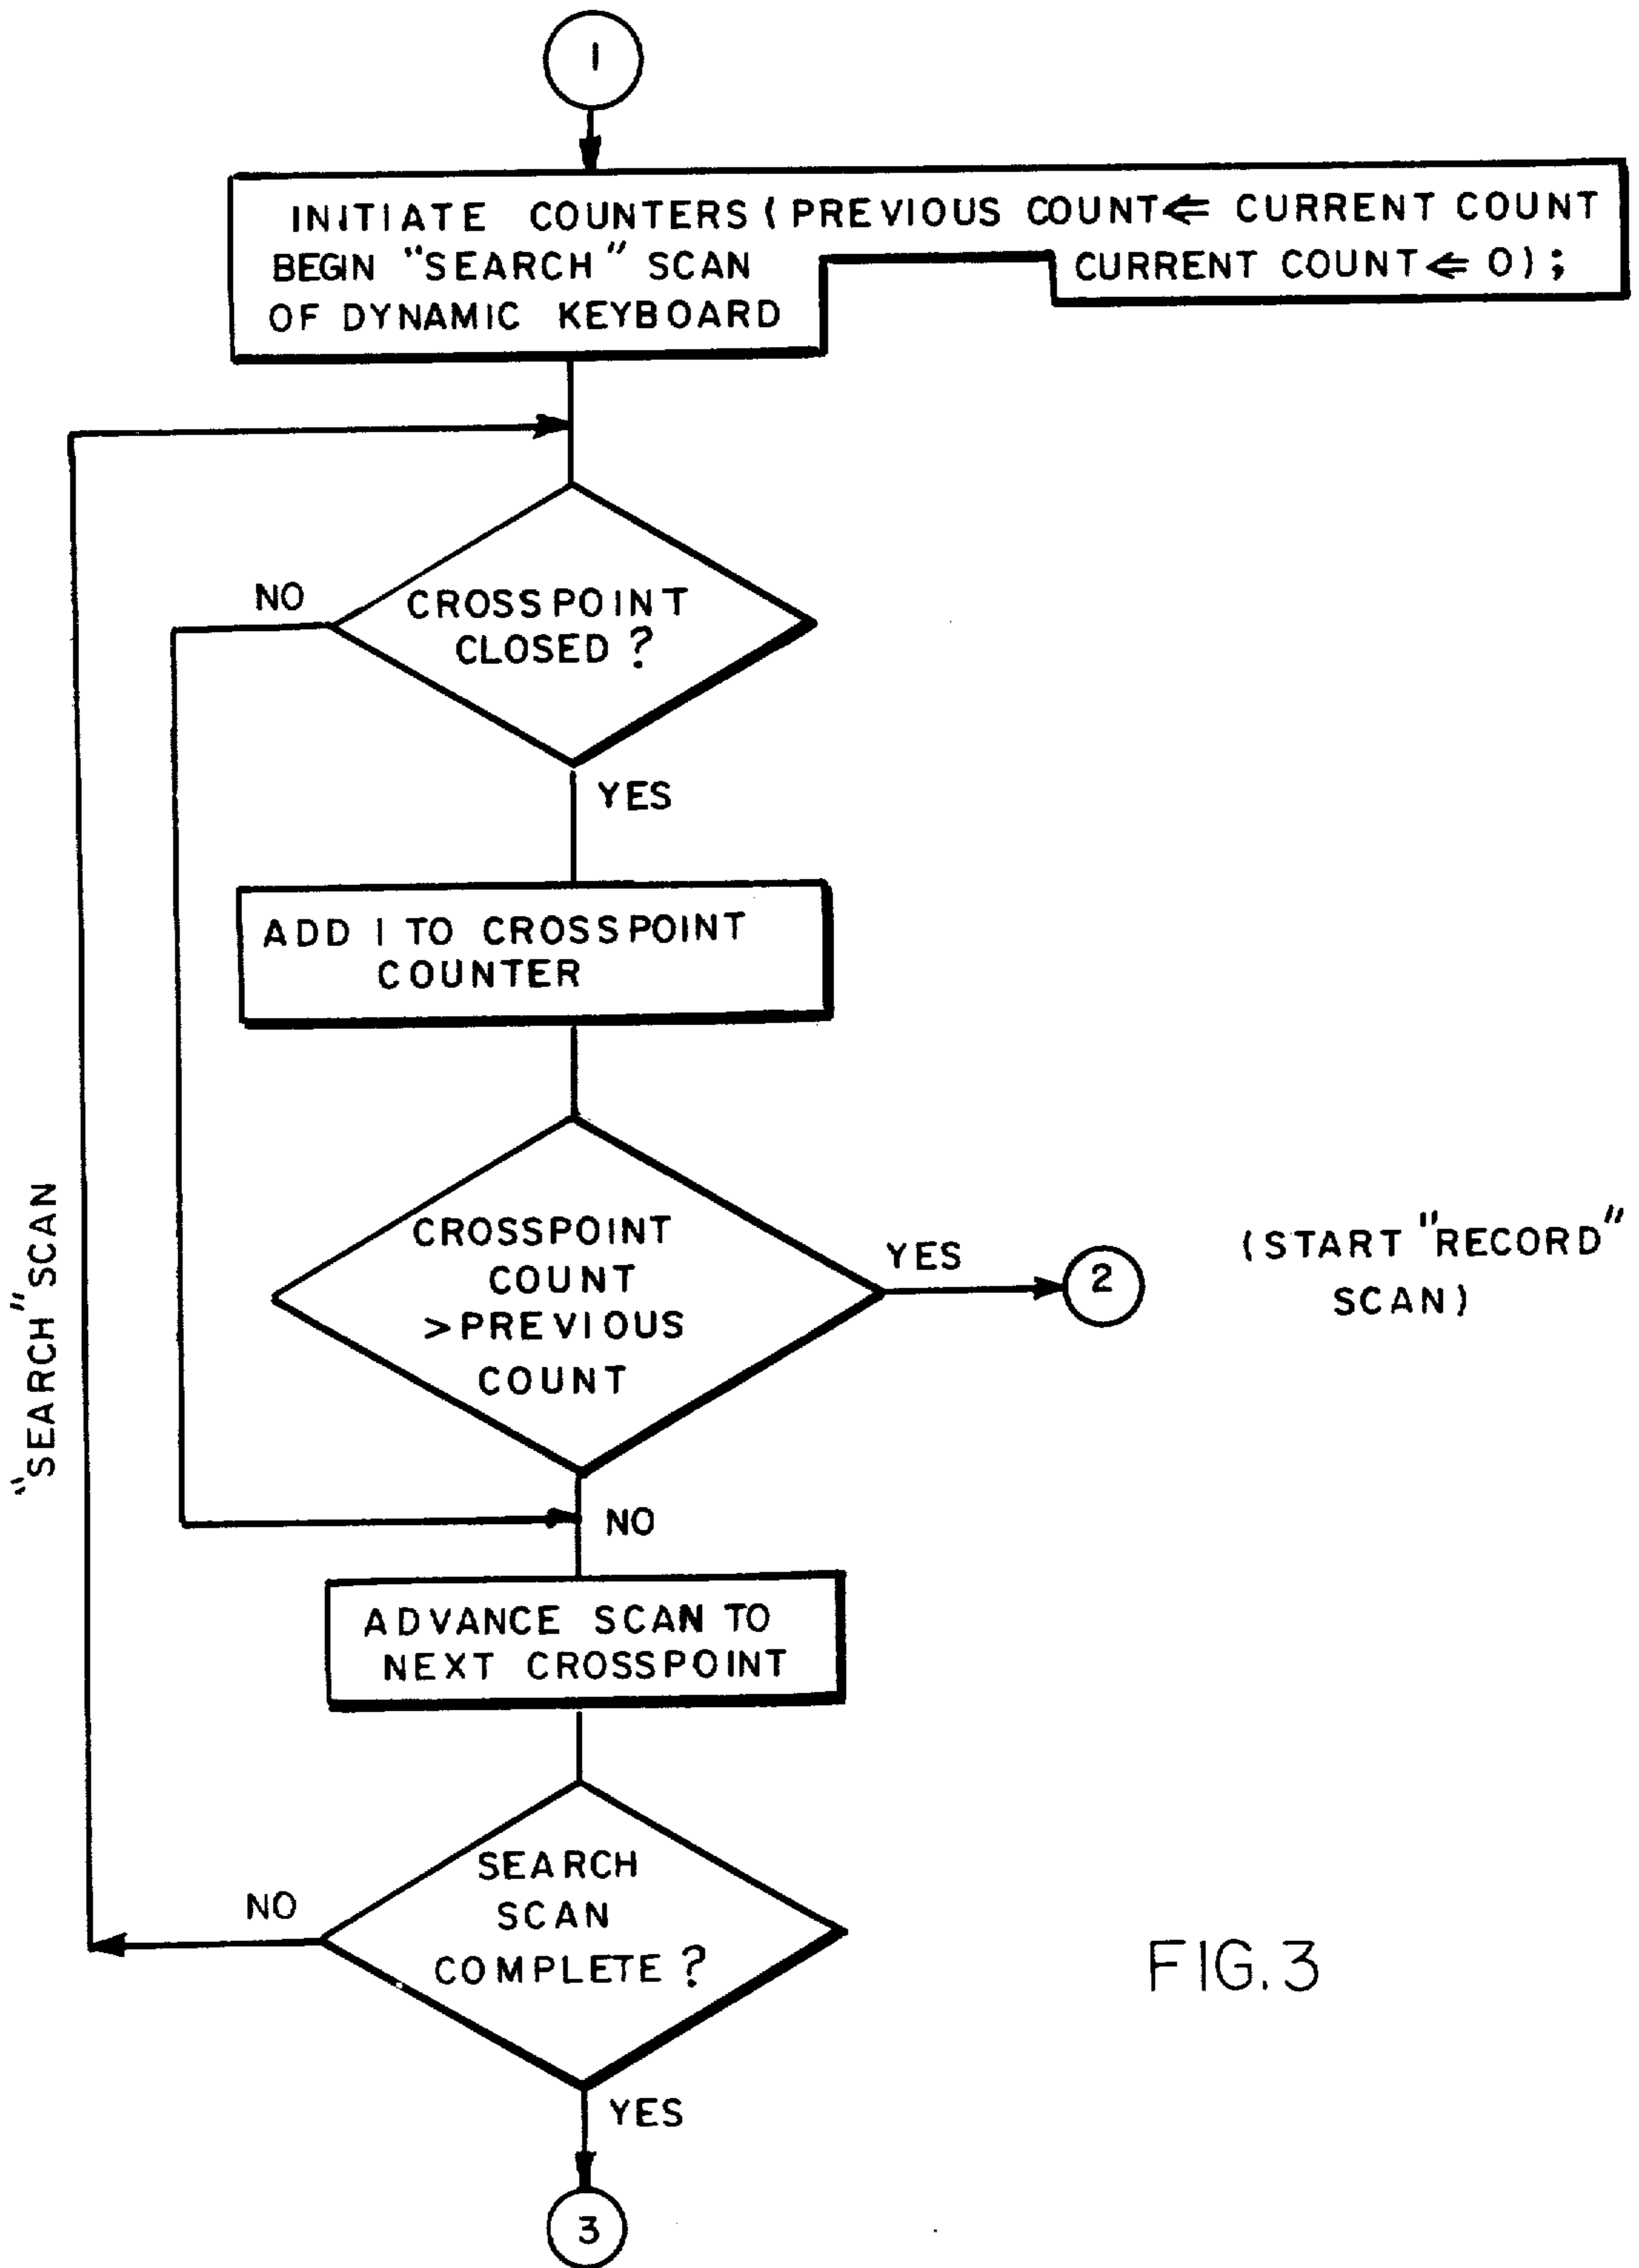 1
INITIATE COUNTERS (PREVIOUS COUNT⇐ CURRENT COUNT
BEGIN "SEARCH" SCAN CURRENT COUNT⇐ 0);
OF DYNAMIC KEYBOARD
NO
CROSSPOINT
CLOSED ?
YES
ADD 1 TO CROSSPOINT
COUNTER
"SEARCH" SCAN
CROSSPOINT
COUNT
>PREVIOUS
COUNT
YES
2
(START "RECORD"
SCAN)
NO
ADVANCE SCAN TO
NEXT CROSSPOINT
SEARCH
SCAN
COMPLETE ?
NO
YES
3
FIG. 3